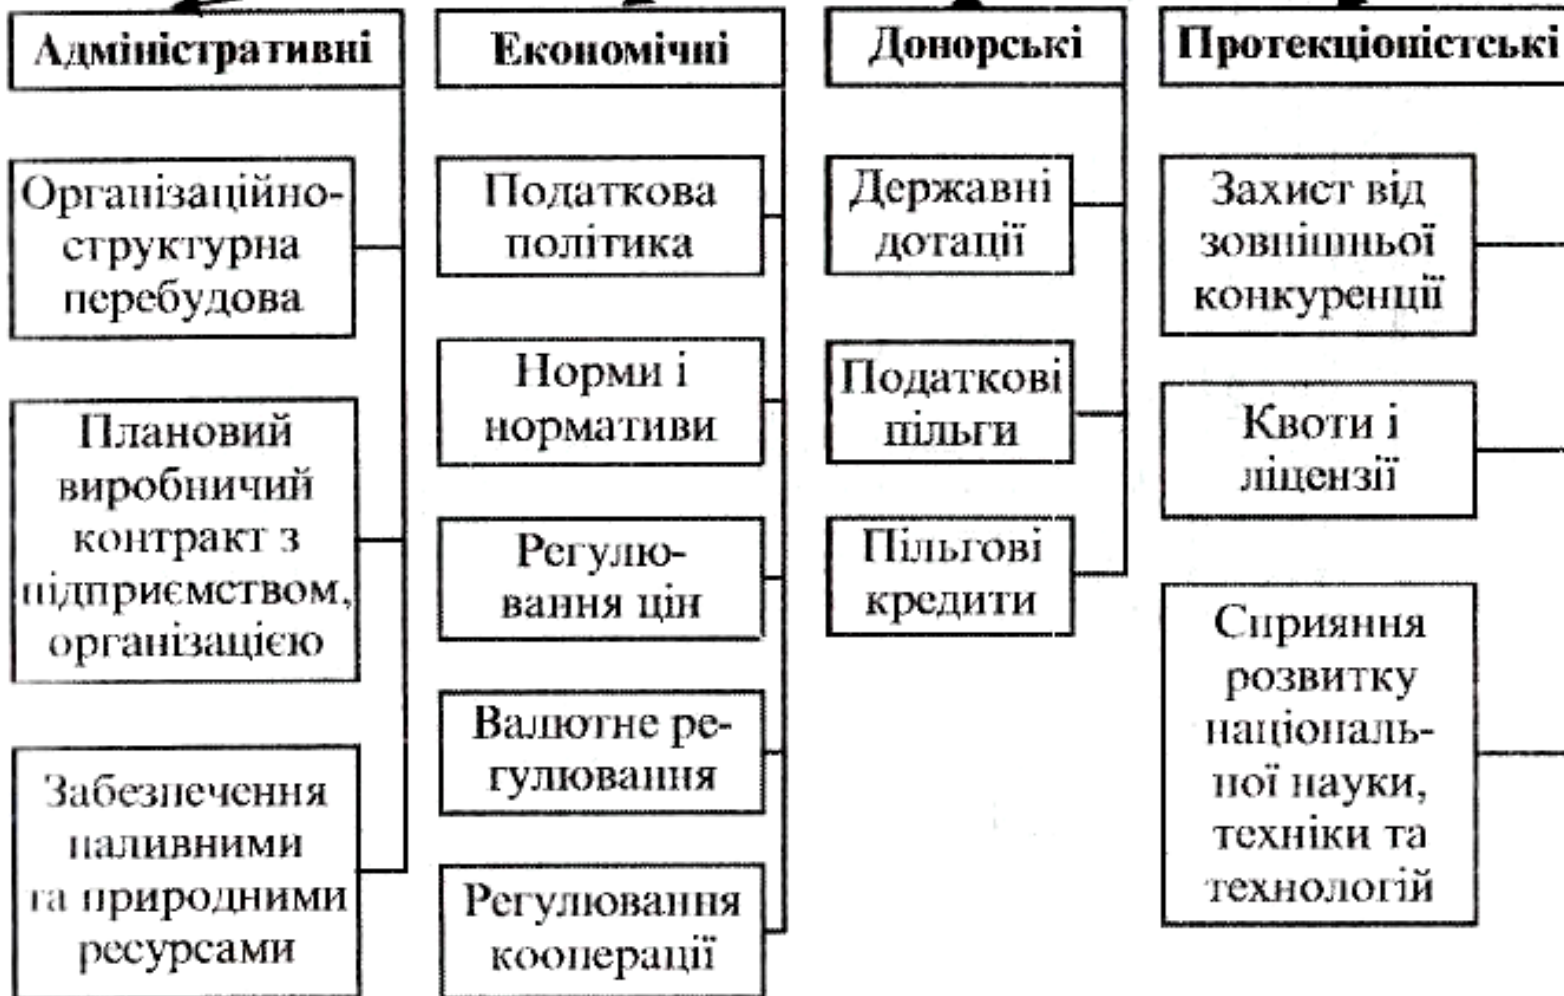 Адміністративні
Організаційно-
структурна
перебудова
Плановий
виробничий
контракт з
підприємством,
організацією
Забезпечення
паливними
та природними
ресурсами
Економічні
Податкова
політика
Норми і
нормативи
Регулю-
вання цін
Валютне ре-
гулювання
Регулювання
кооперації
Донорські
Державні
дотації
Податкові
пільги
Пільгові
кредити
Протекціоністські
Захист від
зовнішньої
конкуренції
Квоти і
ліцензії
Сприяння
розвитку
національ-
ної науки,
техніки та
технологій